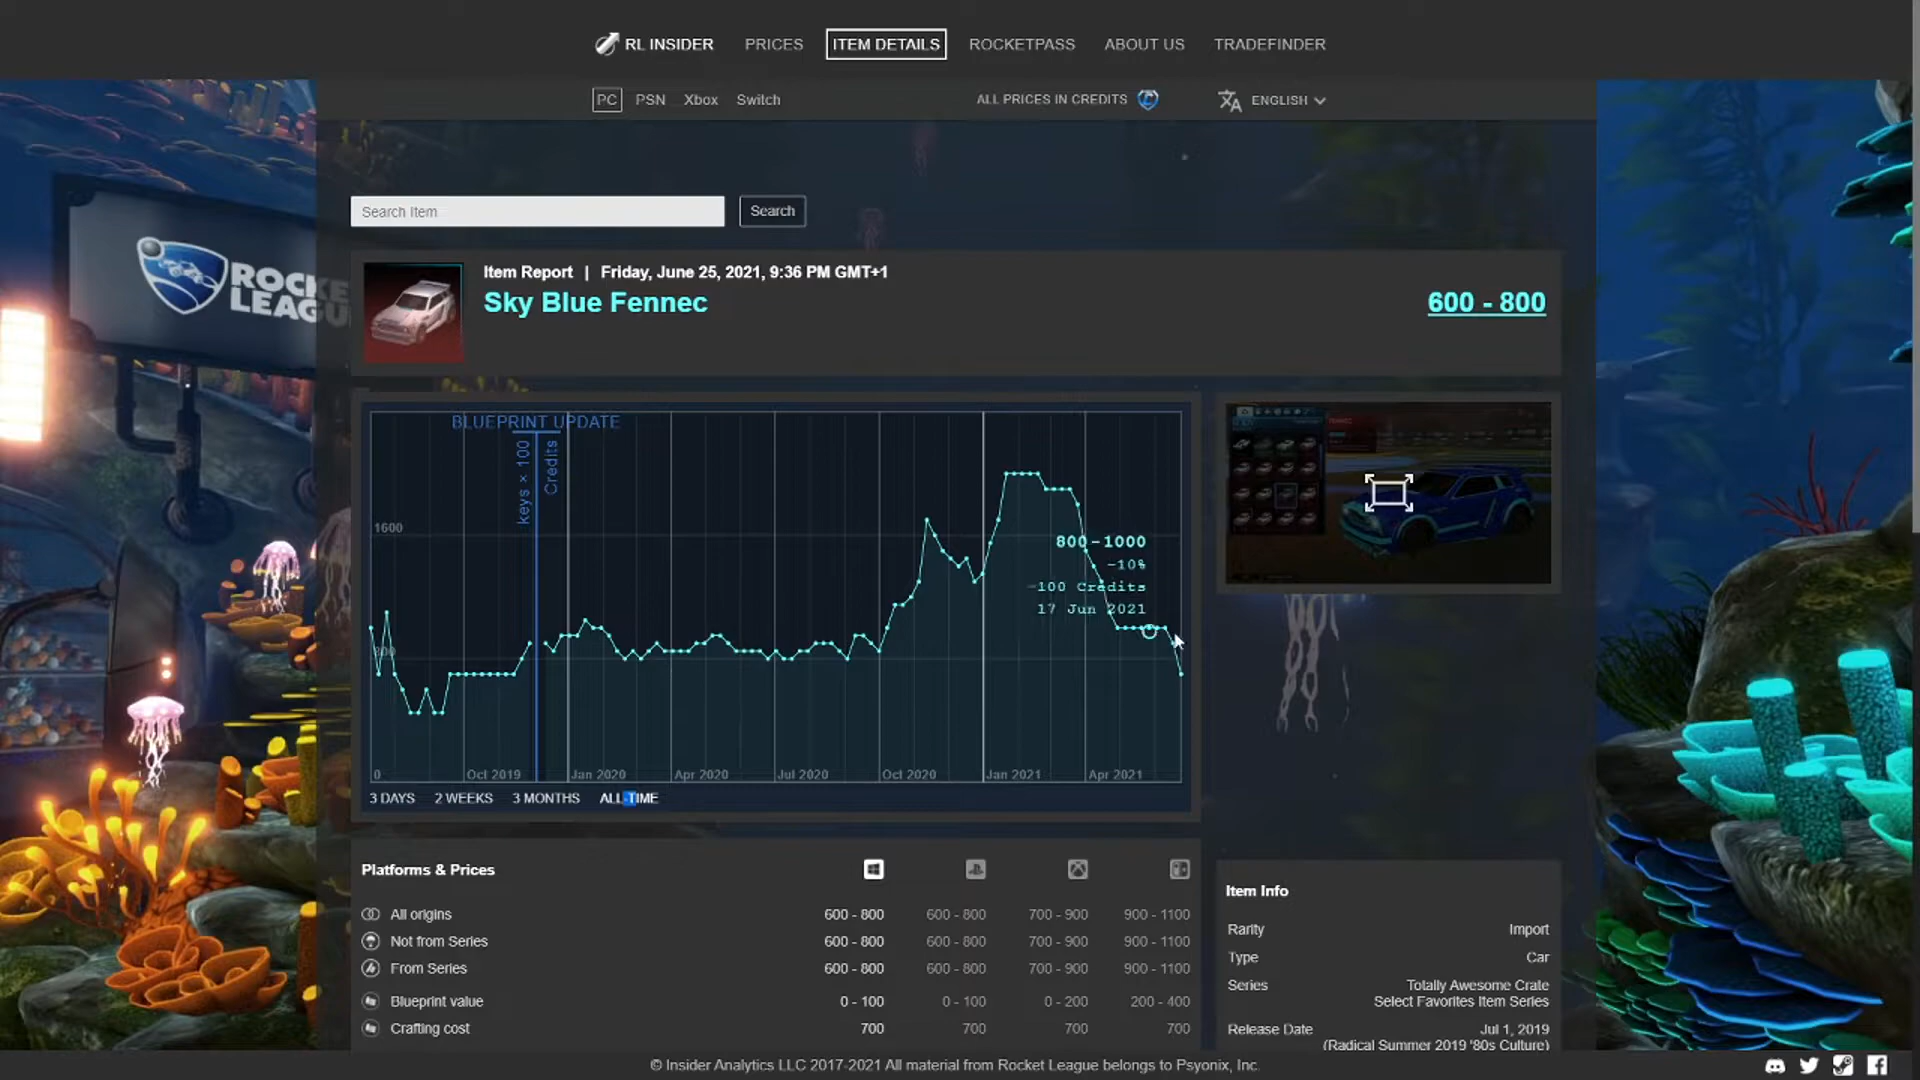 RL INSIDER PRICES ITEM DETAILS ROCKETPASS ABOUT US TRADEFINDER
PC PSN Xbox Switch ALL PRICES IN CREDITS ENGLISH
Search Item Search
ROCKE
LEAGU
Item Report | Friday, June 25, 2021, 9:36 PM GMT+1
Sky Blue Fennec 600 - 800
BLUEPRINT UPDATE
keys × 100
Credits
1600
800-1000
-10%
-100 Credits
17 Jun 2021
800
0 Oct 2019 Jan 2020 Apr 2020 Jul 2020 Oct 2020 Jan 2021 Apr 2021
3 DAYS 2 WEEKS 3 MONTHS ALL-TIME
Platforms & Prices
All origins 600 - 800 600 - 800 700 - 900 900 - 1100
Not from Series 600 - 800 600 - 800 700 - 900 900 - 1100
From Series 600 - 800 600 - 800 700 - 900 900 - 1100
Blueprint value 0 - 100 0 - 100 0 - 200 200 - 400
Crafting cost 700 700 700 700
Item Info
Rarity Import
Type Car
Series Totally Awesome Crate
Select Favorites Item Series
Release Date Jul 1, 2019
(Radical Summer 2019 '80s Culture)
© Insider Analytics LLC 2017-2021 All material from Rocket League belongs to Psyonix, Inc.